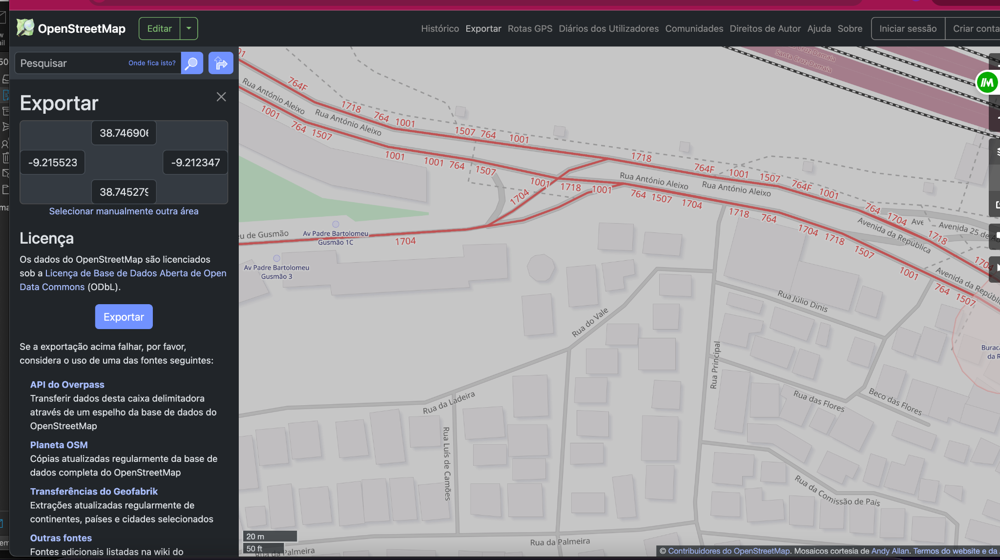 OpenStreetMap
Editar
Histórico
Exportar
Rotas GPS
Diários dos Utilizadores
Comunidades
Direitos de Autor
Ajuda
Sobre
Iniciar sessão
Criar conta
Pesquisar
Onde fica isto?
Exportar
38.746906
-9.215523
-9.212347
38.745279
Selecionar manualmente outra área
Licença
Os dados do OpenStreetMap são licenciados
sob a Licença de Base de Dados Aberta de Open
Data Commons (ODbL).
Exportar
Se a exportação acima falhar, por favor,
considera o uso de uma das fontes seguintes:
API do Overpass
Transferir dados desta caixa delimitadora
através de um espelho da base de dados do
OpenStreetMap
Planeta OSM
Cópias atualizadas regularmente da base de
dados completa do OpenStreetMap
Transferências do Geofabrik
Extrações atualizadas regularmente de
continentes, países e cidades selecionados
Outras fontes
Fontes adicionais listadas na wiki do
Santa Cruz-Damaia
Santa Cruz-Damaia
764F
1718
764
1001
1507
764
1001
1718
764F
1001
1507
764F
1001
764
1704
1718
1704
Rua António Aleixo
Rua António Aleixo
Rua António Aleixo
Rua António Aleixo
1001
764
1507
1001
1001
764
1507
1001
1718
1001
1704
764
1507
1704
1718
764
1704
1718
1507
1001
764
1507
Ave
Avenida 25 de Ab
Avenida da República
Avenida da República
u de Gusmão
Av Padre Bartolomeu
Gusmão 1C
1704
Av Padre Bartolomeu
Gusmão 3
Rua do Vale
Rua Júlio Dinis
Rua Principal
Rua das Flores
Beco das Flores
Rua da Ladeira
Rua Luís de Camões
Rua da Comissão de Pais
Rua da Palmeira
Rua da Palmeira
Burac
da R
20 m
50 ft
© Contribuidores do OpenStreetMap. Mosaicos cortesia de Andy Allan. Termos do website e da